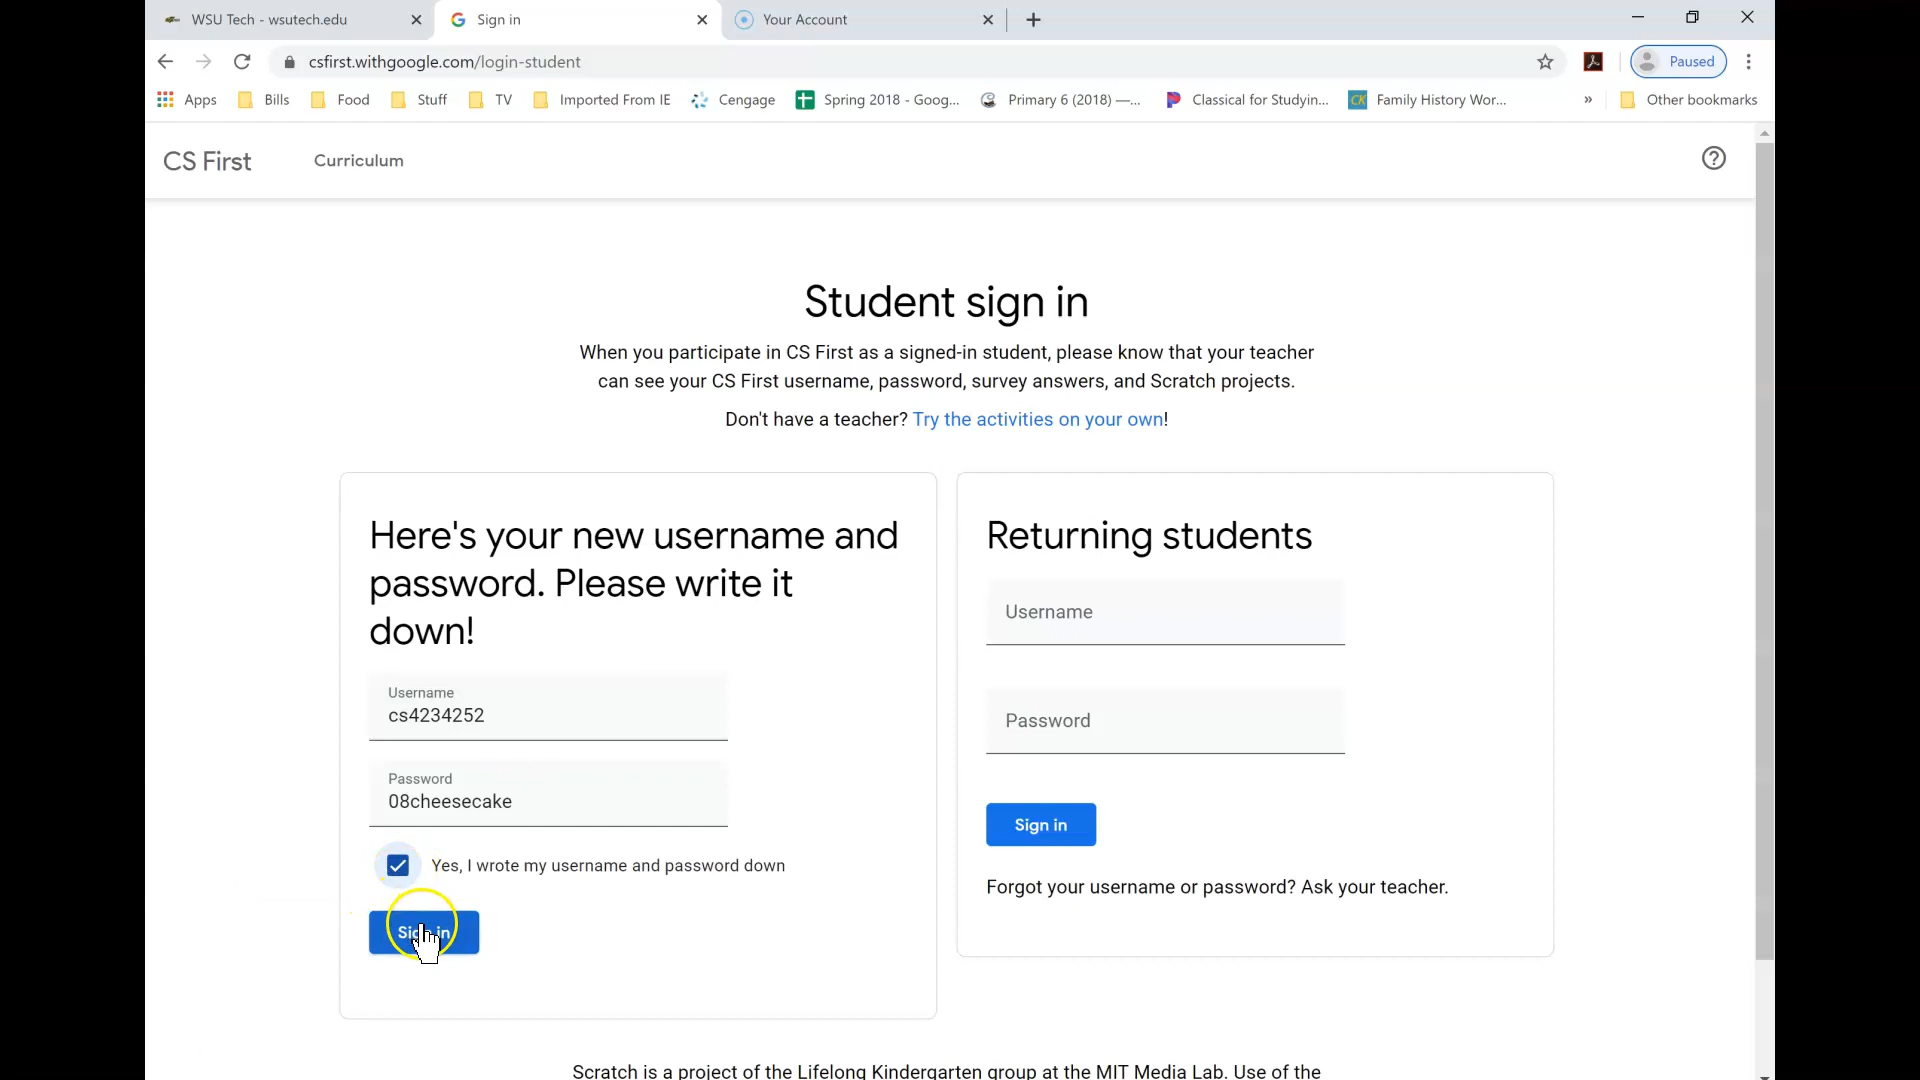 WSU Tech - wsutech.edu
Sign in
Your Account
csfirst.withgoogle.com/login-student
Paused
Apps
Bills
Food
Stuff
TV
Imported From IE
Cengage
Spring 2018 - Goog...
Primary 6 (2018) —...
Classical for Studyin...
CK
Family History Wor...
»
Other bookmarks
CS First
Curriculum
Student sign in
When you participate in CS First as a signed-in student, please know that your teacher
can see your CS First username, password, survey answers, and Scratch projects.
Don't have a teacher? Try the activities on your own!
Here's your new username and
password. Please write it
down!
Username
cs4234252
Password
08cheesecake
Yes, I wrote my username and password down
Sign in
Returning students
Username
Password
Sign in
Forgot your username or password? Ask your teacher.
Scratch is a project of the Lifelong Kindergarten group at the MIT Media Lab. Use of the